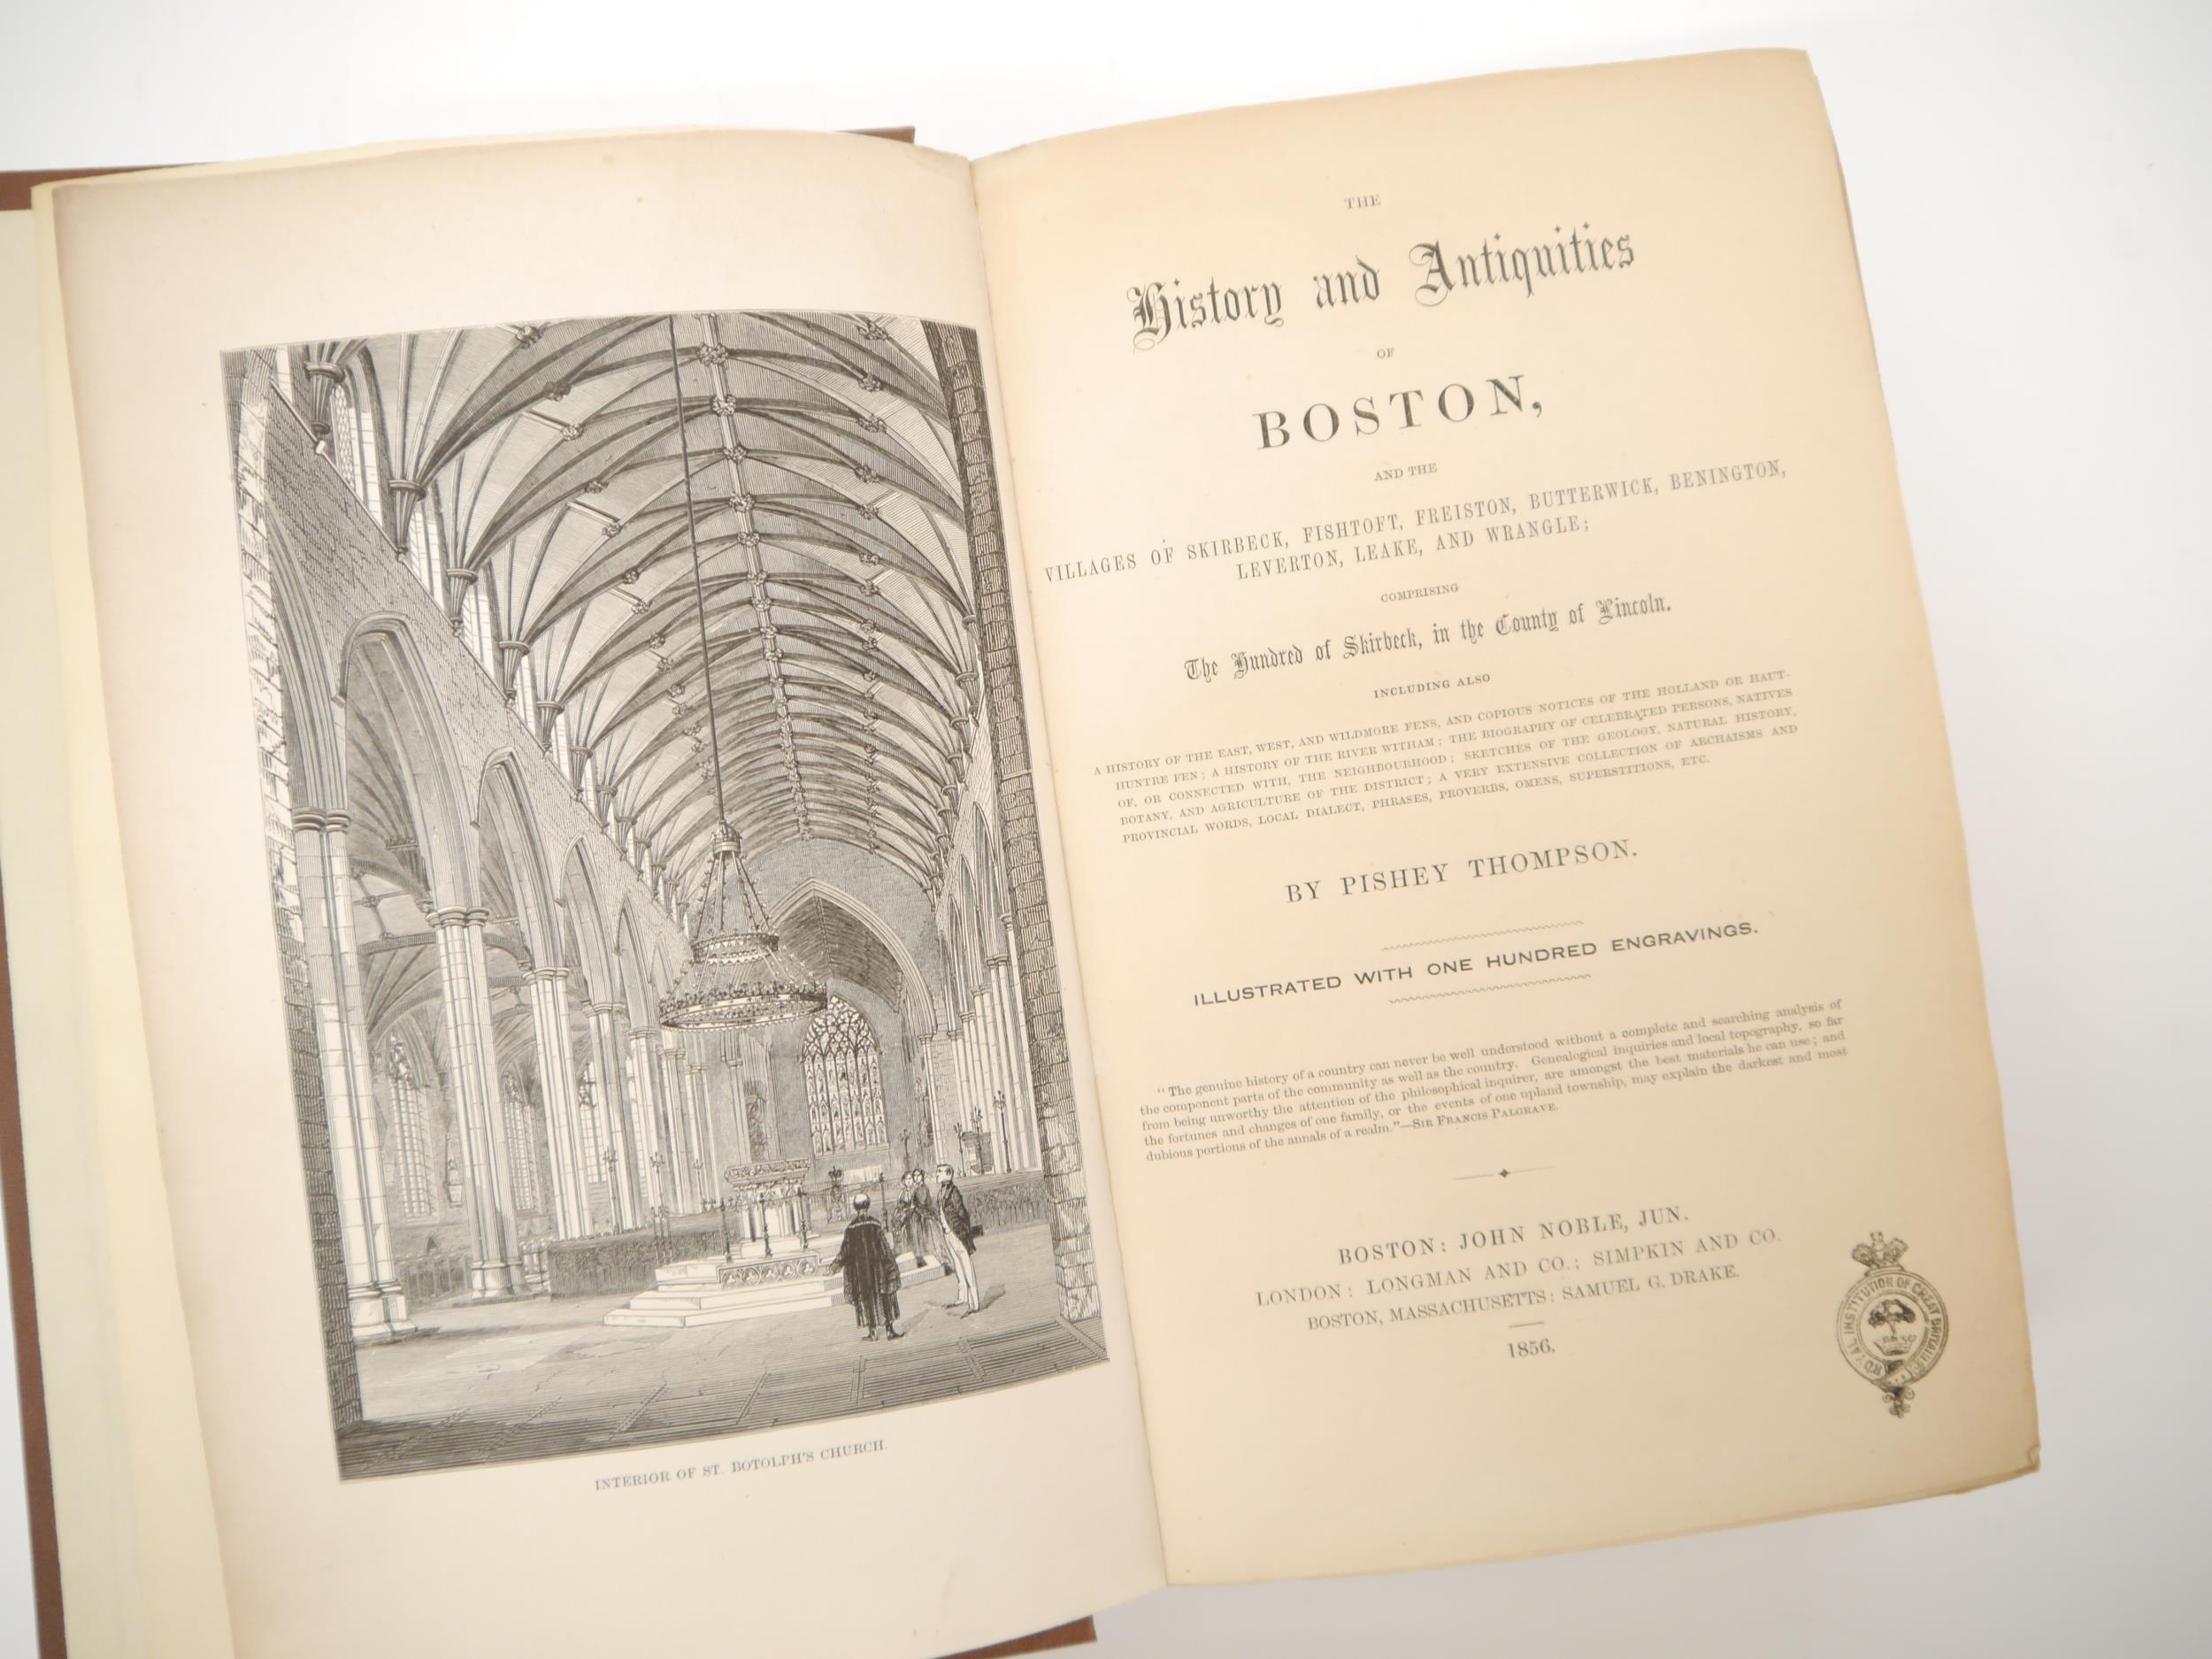 INTERIOR OF ST. BOTOLPH'S CHURCH.
THE
History and Antiquities
OF
BOSTON,
AND THE
VILLAGES OF SKIRBECK, FISHTOFT, FREISTON, BUTTERWICK, BENINGTON,
LEVERTON, LEAKE, AND WRANGLE;
COMPRISING
The Hundred of Skirbeck, in the County of Lincoln.
INCLUDING ALSO
A HISTORY OF THE EAST, WEST, AND WILDMORE FENS, AND COPIOUS NOTICES OF THE HOLLAND OR HAUT-
HUNTRE FEN; A HISTORY OF THE RIVER WITHAM; THE BIOGRAPHY OF CELEBRATED PERSONS, NATIVES
OF, OR CONNECTED WITH, THE NEIGHBOURHOOD; SKETCHES OF THE GEOLOGY, NATURAL HISTORY,
BOTANY, AND AGRICULTURE OF THE DISTRICT; A VERY EXTENSIVE COLLECTION OF ARCHAISMS AND
PROVINCIAL WORDS, LOCAL DIALECT, PHRASES, PROVERBS, OMENS, SUPERSTITIONS, ETC.
BY PISHEY THOMPSON.
ILLUSTRATED WITH ONE HUNDRED ENGRAVINGS.
"The genuine history of a country can never be well understood without a complete and searching analysis of
the component parts of the community as well as the country. Genealogical inquiries and local topography, so far
from being unworthy the attention of the philosophical inquirer, are amongst the best materials he can use; and
the fortunes and changes of one family, or the events of one upland township, may explain the darkest and most
dubious portions of the annals of a realm."—SIR FRANCIS PALGRAVE.
BOSTON: JOHN NOBLE, JUN.
LONDON: LONGMAN AND CO.; SIMPKIN AND CO.
BOSTON, MASSACHUSETTS: SAMUEL G. DRAKE.
1856.
ROYAL INSTITUTION OF GREAT BRITAIN